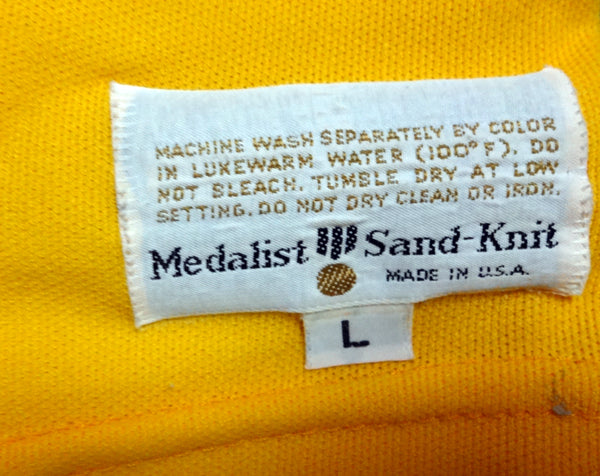 MACHINE WASH SEPARATELY BY COLOR
IN LUKEWARM WATER (100°F). DO
NOT BLEACH. TUMBLE DRY AT LOW
SETTING. DO NOT DRY CLEAN OR IRON.
Medalist Sand-Knit
MADE IN U.S.A.
L